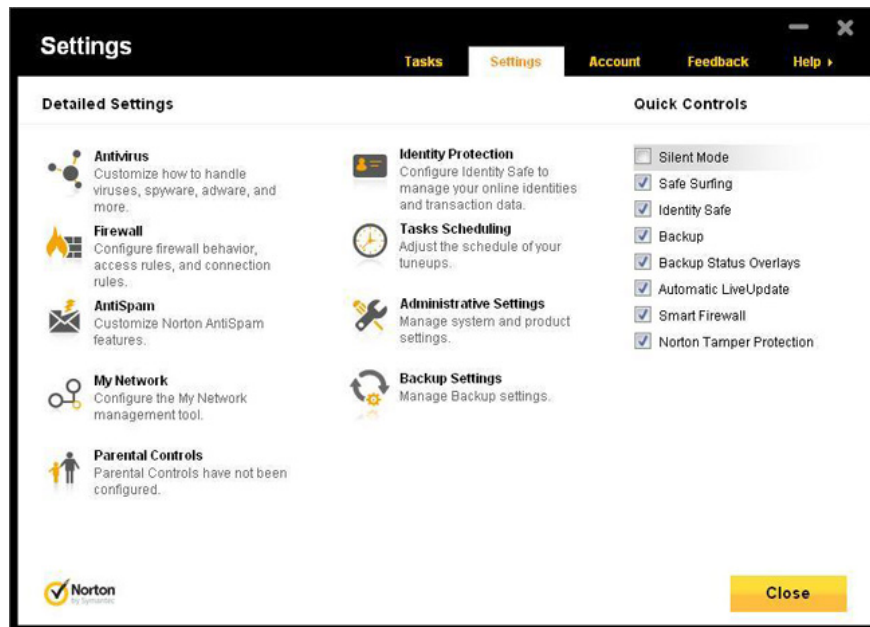 Settings
Tasks
Settings
Account
Feedback
Help
Detailed Settings
Antivirus
Customize how to handle
viruses, spyware, adware, and
more.
Firewall
Configure firewall behavior,
access rules, and connection
rules.
AntiSpam
Customize Norton AntiSpam
features.
My Network
Configure the My Network
management tool.
Parental Controls
Parental Controls have not been
configured.
Identity Protection
Configure Identity Safe to
manage your online identities
and transaction data.
Tasks Scheduling
Adjust the schedule of your
tuneups.
Administrative Settings
Manage system and product
settings.
Backup Settings
Manage Backup settings.
Quick Controls
Silent Mode
Safe Surfing
Identity Safe
Backup
Backup Status Overlays
Automatic LiveUpdate
Smart Firewall
Norton Tamper Protection
Norton
by Symantec
Close